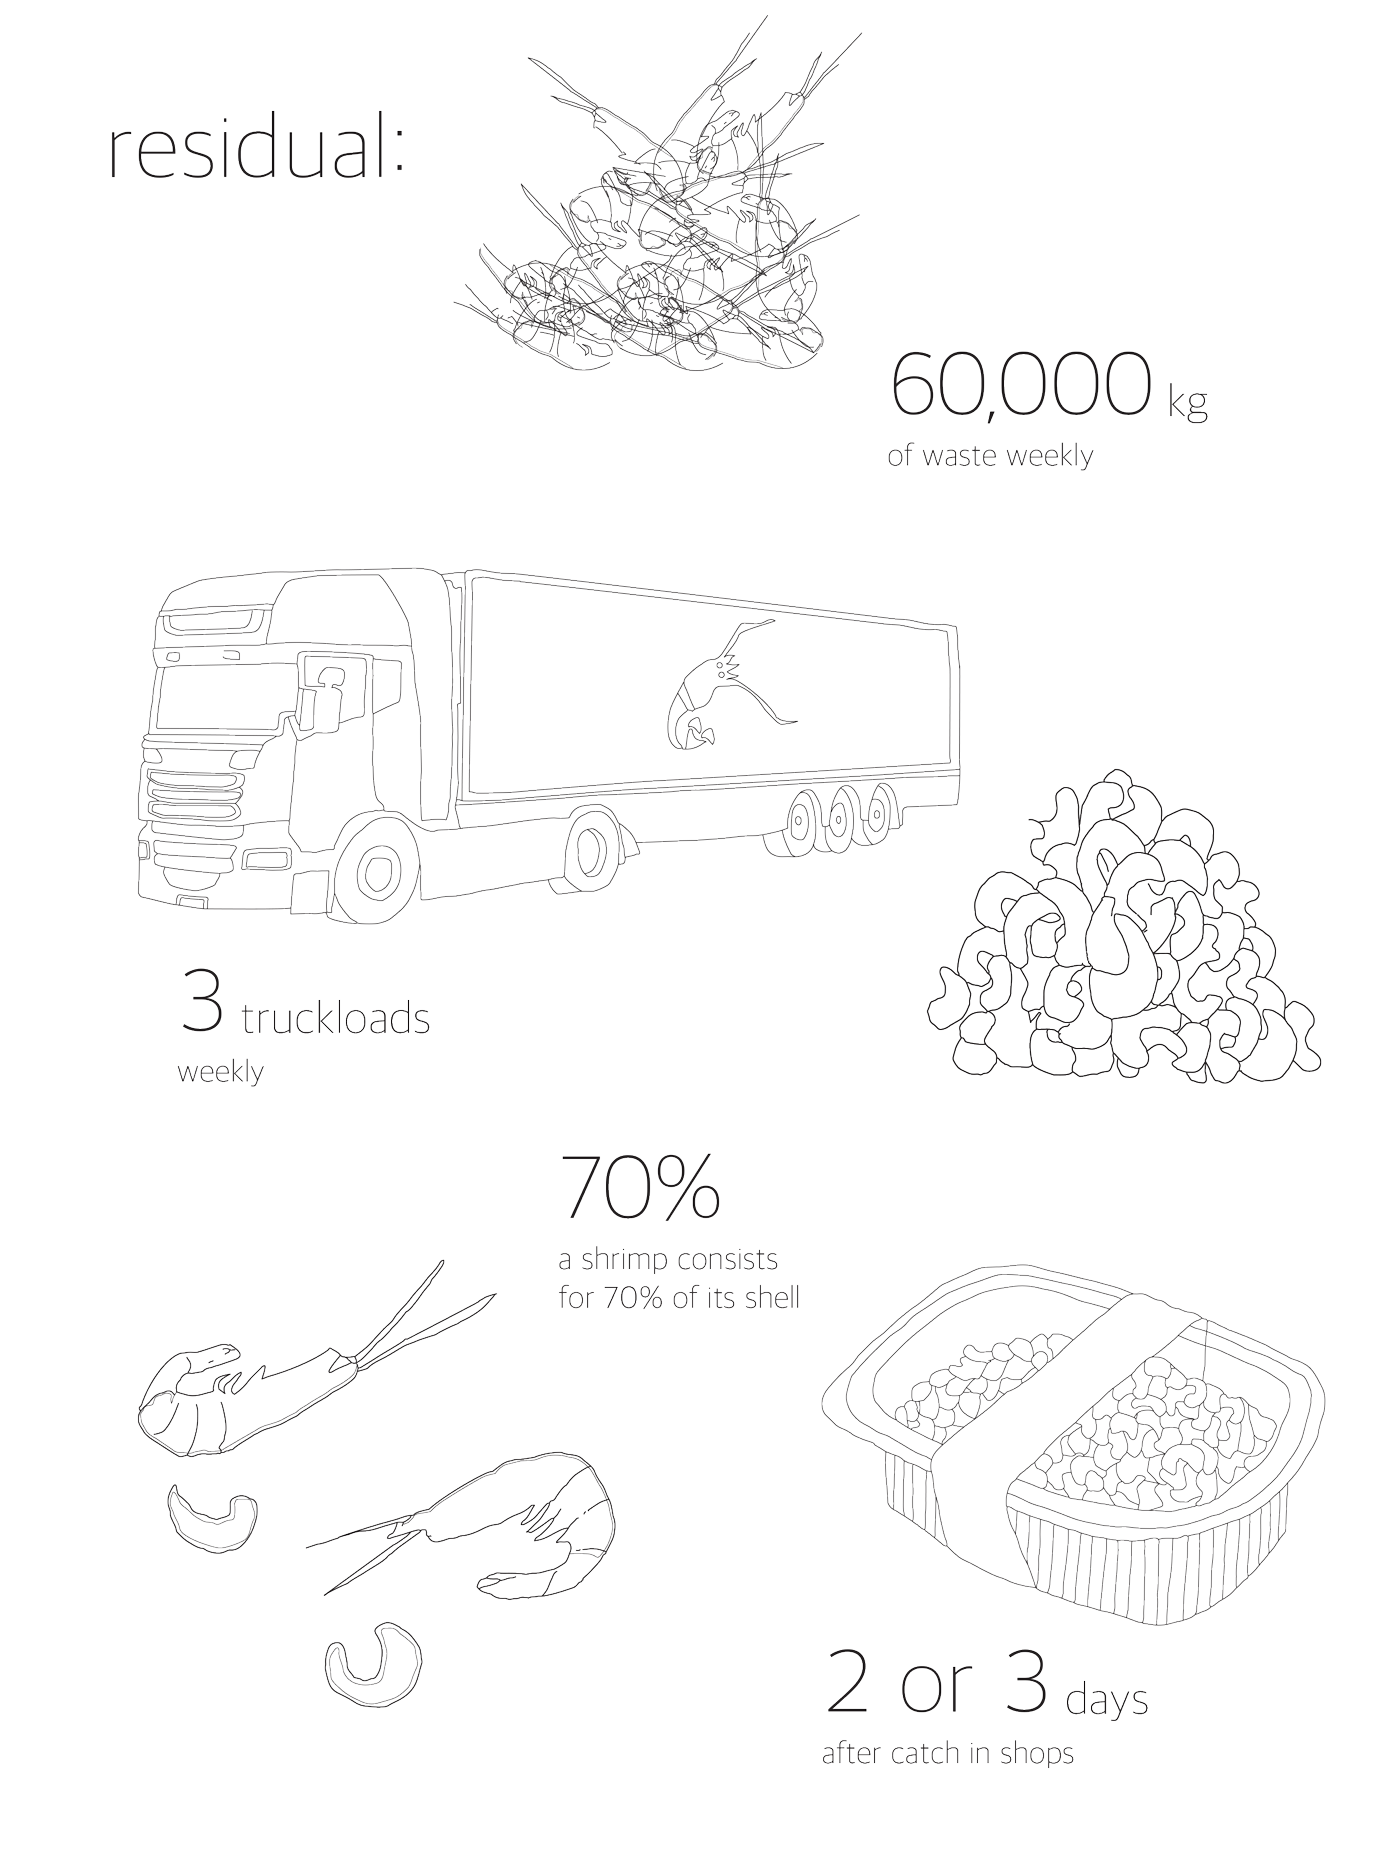 residual:
60,000 kg
of waste weekly
3 truckloads
weekly
70%
a shrimp consists
for 70% of its shell
2 or 3 days
after catch in shops